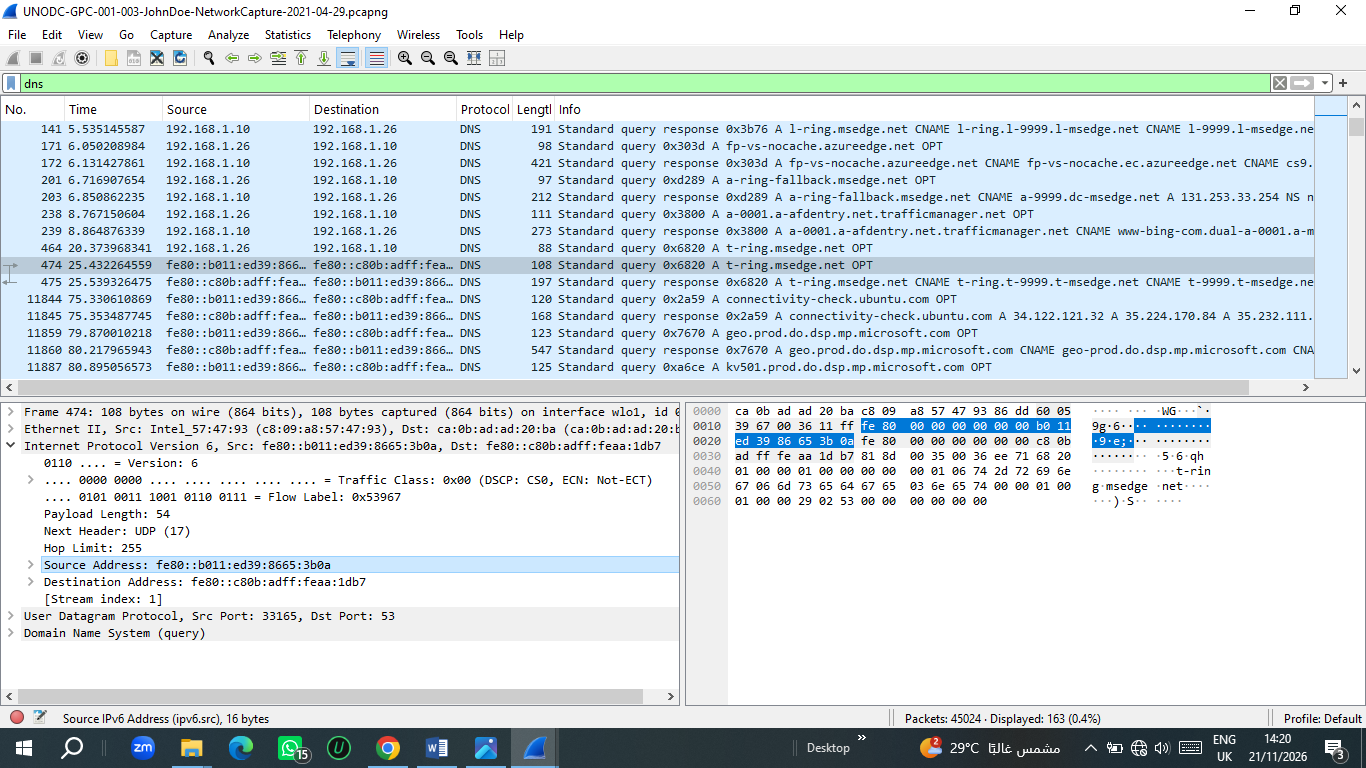 UNODC-GPC-001-003-JohnDoe-NetworkCapture-2021-04-29.pcapng
File Edit View Go Capture Analyze Statistics Telephony Wireless Tools Help
dns
No. Time Source Destination Protocol Lengtl Info
141 5.535145587 192.168.1.10 192.168.1.26 DNS 191 Standard query response 0x3b76 A l-ring.msedge.net CNAME l-ring.l-9999.l-msedge.net CNAME l-9999.l-msedge.ne
171 6.050208984 192.168.1.26 192.168.1.10 DNS 98 Standard query 0x303d A fp-vs-nocache.azureedge.net OPT
172 6.131427861 192.168.1.10 192.168.1.26 DNS 421 Standard query response 0x303d A fp-vs-nocache.azureedge.net CNAME fp-vs-nocache.ec.azureedge.net CNAME cs9.
201 6.716907654 192.168.1.26 192.168.1.10 DNS 97 Standard query 0xd289 A a-ring-fallback.msedge.net OPT
203 6.850862235 192.168.1.10 192.168.1.26 DNS 212 Standard query response 0xd289 A a-ring-fallback.msedge.net CNAME a-9999.dc-msedge.net A 131.253.33.254 NS n
238 8.767150604 192.168.1.26 192.168.1.10 DNS 111 Standard query 0x3800 A a-0001.a-afdentry.net.trafficmanager.net OPT
239 8.864876339 192.168.1.10 192.168.1.26 DNS 273 Standard query response 0x3800 A a-0001.a-afdentry.net.trafficmanager.net CNAME www-bing-com.dual-a-0001.a-m
464 20.373968341 192.168.1.26 192.168.1.10 DNS 88 Standard query 0x6820 A t-ring.msedge.net OPT
474 25.432264559 fe80::b011:ed39:866… fe80::c80b:adff:fea… DNS 108 Standard query 0x6820 A t-ring.msedge.net OPT
475 25.539326475 fe80::c80b:adff:fea… fe80::b011:ed39:866… DNS 197 Standard query response 0x6820 A t-ring.msedge.net CNAME t-ring.t-9999.t-msedge.net CNAME t-9999.t-msedge.ne
11844 75.330610869 fe80::b011:ed39:866… fe80::c80b:adff:fea… DNS 120 Standard query 0x2a59 A connectivity-check.ubuntu.com OPT
11845 75.353487745 fe80::c80b:adff:fea… fe80::b011:ed39:866… DNS 168 Standard query response 0x2a59 A connectivity-check.ubuntu.com A 34.122.121.32 A 35.224.170.84 A 35.232.111.
11859 79.870010218 fe80::b011:ed39:866… fe80::c80b:adff:fea… DNS 123 Standard query 0x7670 A geo.prod.do.dsp.mp.microsoft.com OPT
11860 80.217965943 fe80::c80b:adff:fea… fe80::b011:ed39:866… DNS 547 Standard query response 0x7670 A geo.prod.do.dsp.mp.microsoft.com CNAME geo-prod.do.dsp.mp.microsoft.com CNA
11887 80.895056573 fe80::b011:ed39:866… fe80::c80b:adff:fea… DNS 125 Standard query 0xa6ce A kv501.prod.do.dsp.mp.microsoft.com OPT
Frame 474: 108 bytes on wire (864 bits), 108 bytes captured (864 bits) on interface wlo1, id 0
Ethernet II, Src: Intel_57:47:93 (c8:09:a8:57:47:93), Dst: ca:0b:ad:ad:20:ba (ca:0b:ad:ad:20:b
Internet Protocol Version 6, Src: fe80::b011:ed39:8665:3b0a, Dst: fe80::c80b:adff:feaa:1db7
0110 .... = Version: 6
.... 0000 0000 .... .... .... .... .... = Traffic Class: 0x00 (DSCP: CS0, ECN: Not-ECT)
.... 0101 0011 1001 0110 0111 = Flow Label: 0x53967
Payload Length: 54
Next Header: UDP (17)
Hop Limit: 255
Source Address: fe80::b011:ed39:8665:3b0a
Destination Address: fe80::c80b:adff:feaa:1db7
[Stream index: 1]
User Datagram Protocol, Src Port: 33165, Dst Port: 53
Domain Name System (query)
0000 ca 0b ad ad 20 ba c8 09 a8 57 47 93 86 dd 60 05 ···· ··· ·WG···`·
0010 39 67 00 36 11 ff fe 80 00 00 00 00 00 00 b0 11 9g·6·· ·· ········
0020 ed 39 86 65 3b 0a fe 80 00 00 00 00 00 00 c8 0b ·9·e;··· ········
0030 ad ff fe aa 1d b7 81 8d 00 35 00 36 ee 71 68 20 ········ ·5·6·qh
0040 01 00 00 01 00 00 00 00 00 01 06 74 2d 72 69 6e ········ ···t-rin
0050 67 06 6d 73 65 64 67 65 03 6e 65 74 00 00 01 00 g·msedge ·net····
0060 01 00 00 29 02 53 00 00 00 00 00 00 ···)·S·· ····
Source IPv6 Address (ipv6.src), 16 bytes Packets: 45024 · Displayed: 163 (0.4%) Profile: Default
zm 15 U Desktop 2 29°C مشمس غالبًا ENG 14:20
UK 21/11/2026 3